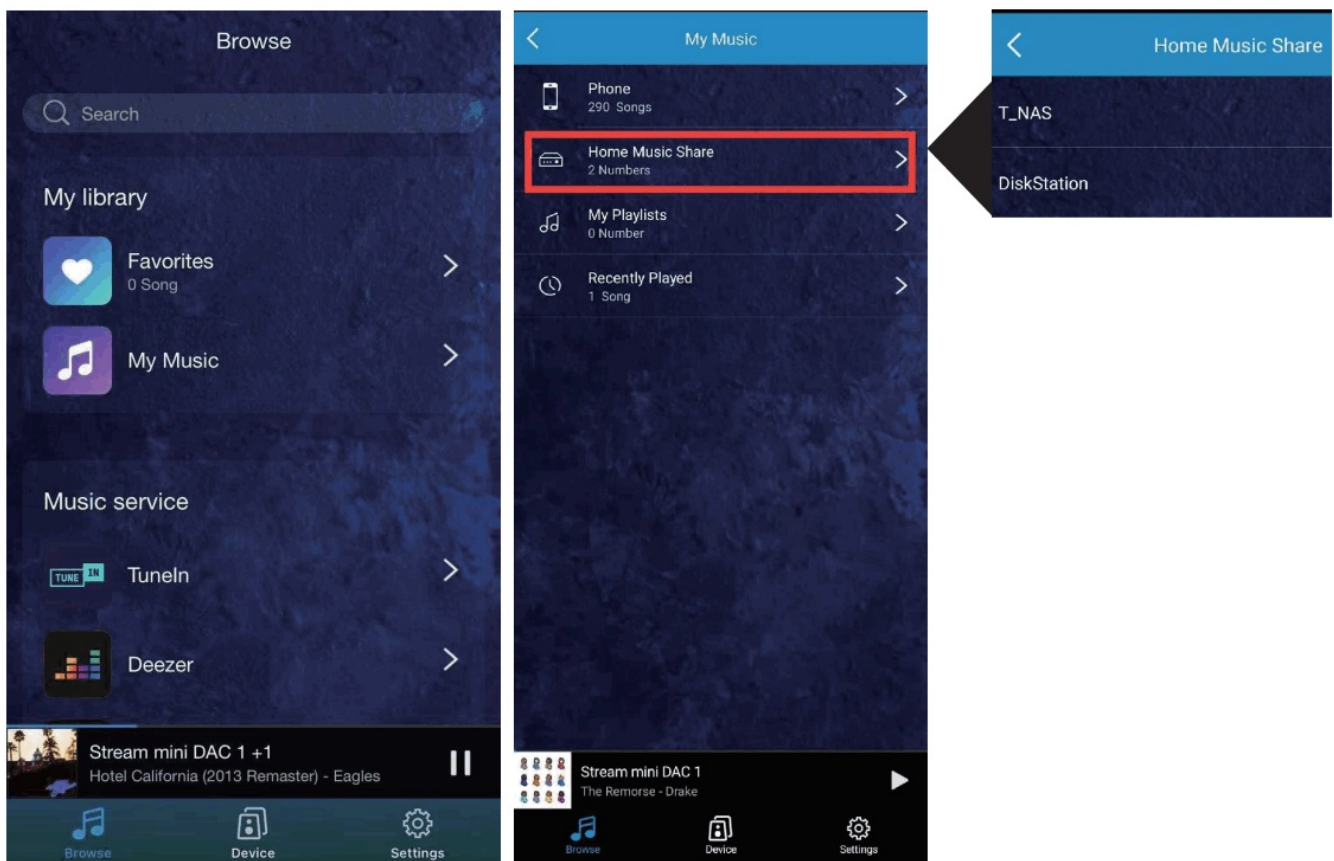 Browse
Search
My library
Favorites
0 Song
My Music
Music service
TUNE IN
TuneIn
Deezer
Stream mini DAC 1 +1
Hotel California (2013 Remaster) - Eagles
Browse
Device
Settings
My Music
Phone
290 Songs
Home Music Share
2 Numbers
My Playlists
0 Number
Recently Played
1 Song
Stream mini DAC 1
The Remorse - Drake
Browse
Device
Settings
Home Music Share
T_NAS
DiskStation